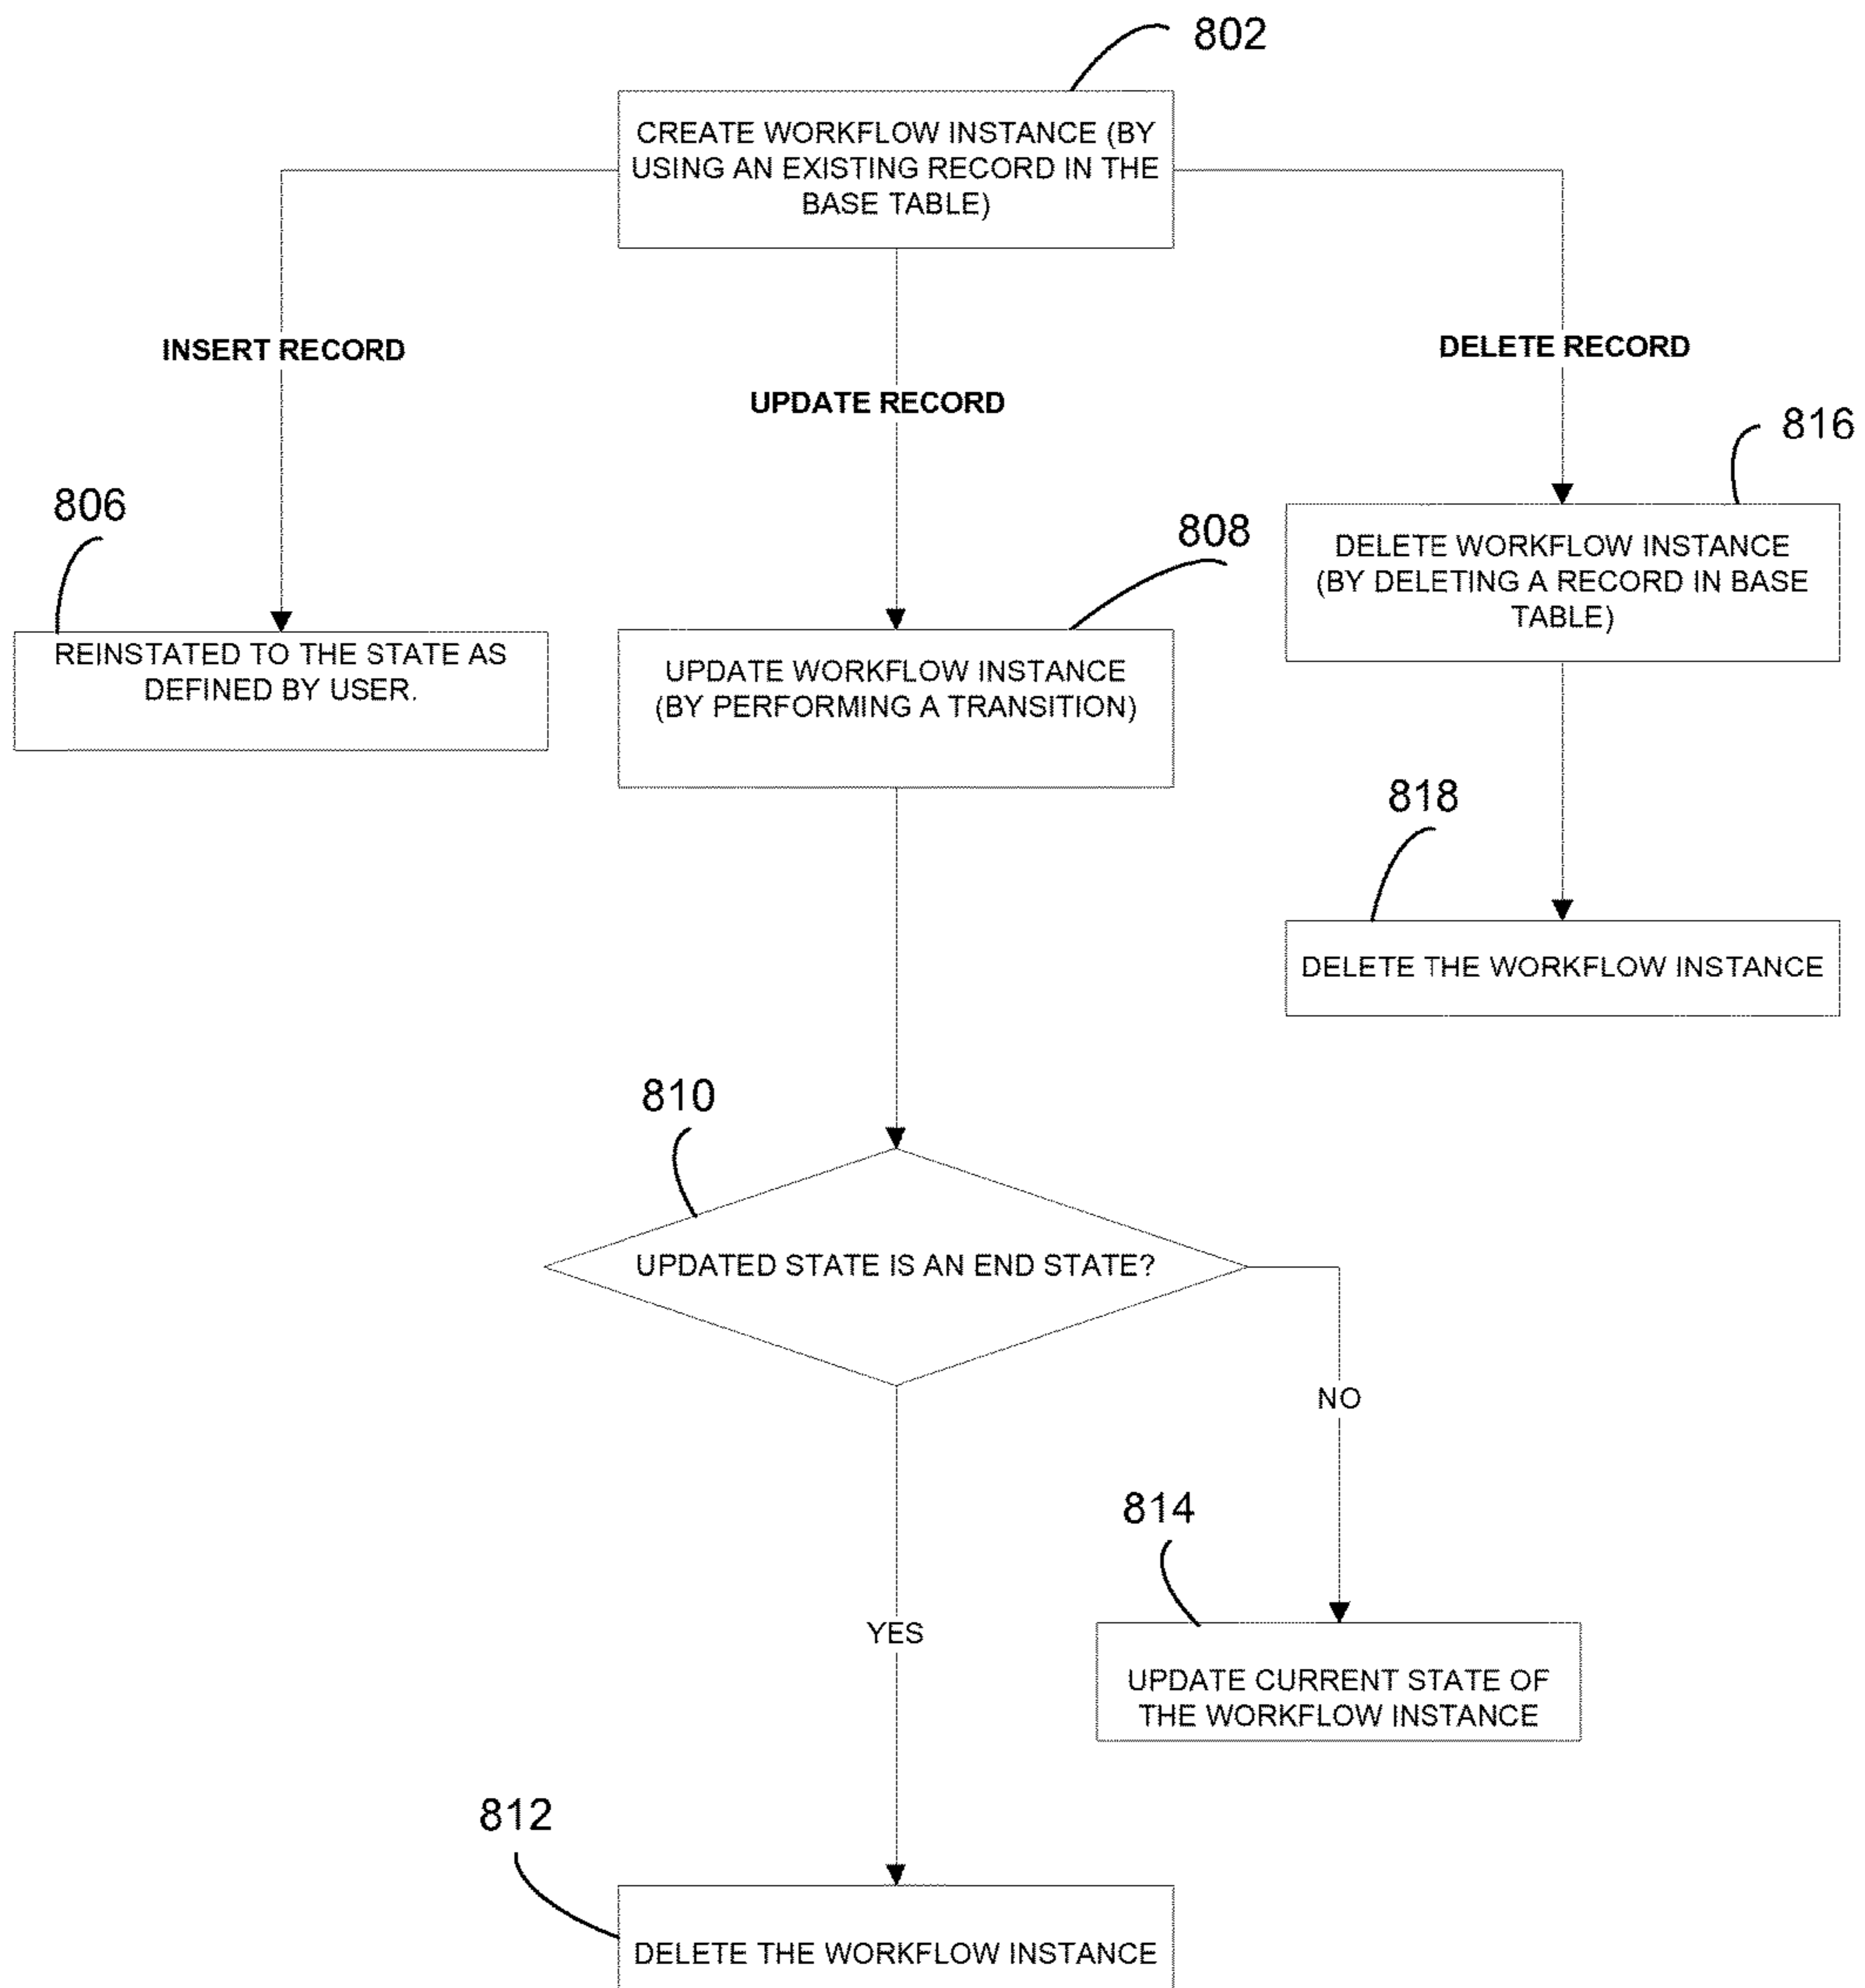 802
CREATE WORKFLOW INSTANCE (BY
USING AN EXISTING RECORD IN THE
BASE TABLE)
INSERT RECORD
DELETE RECORD
UPDATE RECORD
816
806
808
DELETE WORKFLOW INSTANCE
(BY DELETING A RECORD IN BASE
TABLE)
REINSTATED TO THE STATE AS
DEFINED BY USER.
UPDATE WORKFLOW INSTANCE
(BY PERFORMING A TRANSITION)
818
DELETE THE WORKFLOW INSTANCE
810
UPDATED STATE IS AN END STATE?
NO
814
YES
UPDATE CURRENT STATE OF
THE WORKFLOW INSTANCE
812
DELETE THE WORKFLOW INSTANCE